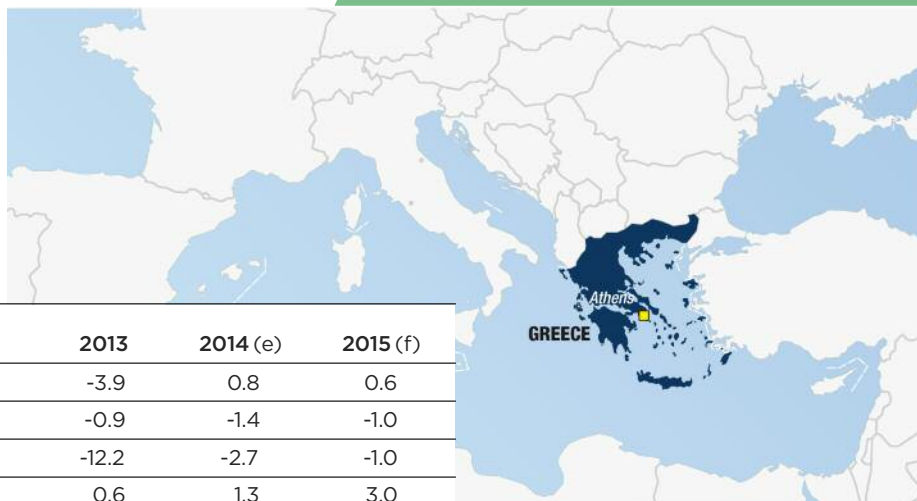 Athens
GREECE
2013 2014 (e) 2015 (f)
-3.9 0.8 0.6
-0.9 -1.4 -1.0
-12.2 -2.7 -1.0
0.6 1.3 3.0